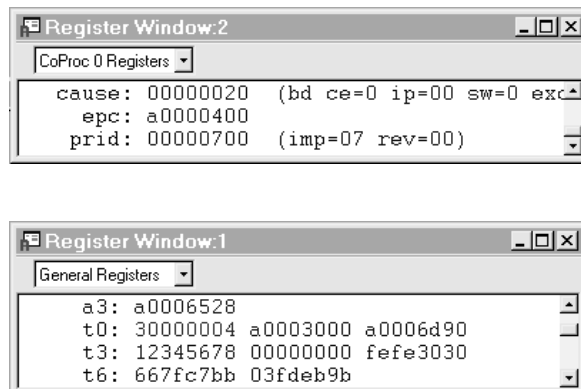 Register Window:2
CoProc 0 Registers
cause: 00000020 (bd ce=0 ip=00 sw=0 exc
epc: a0000400
prid: 00000700 (imp=07 rev=00)
Register Window:1
General Registers
a3: a0006528
t0: 30000004 a0003000 a0006d90
t3: 12345678 00000000 fefe3030
t6: 667fc7bb 03fdeb9b